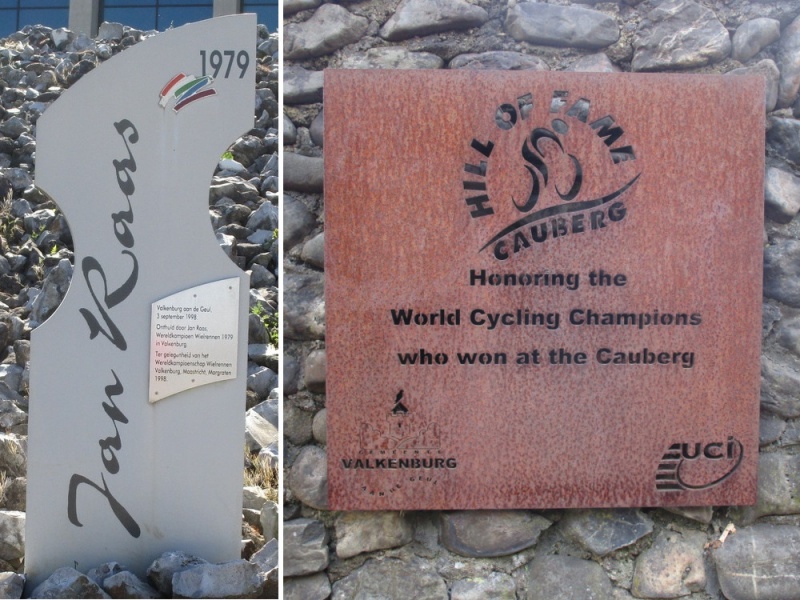 1979
Jan Raas
Valkenburg aan de Geul,
3 september 1998
Onthuld door Jan Raas,
Wereldkampioen Wielrennen 1979
in Valkenburg.
Ter gelegenheid van het
Wereldkampioenschap Wielrennen
Valkenburg, Maastricht, Margraten
1998.
HILL OF FAME
CAUBERG
Honoring the
World Cycling Champions
who won at the Cauberg
VALKENBURG
UCI